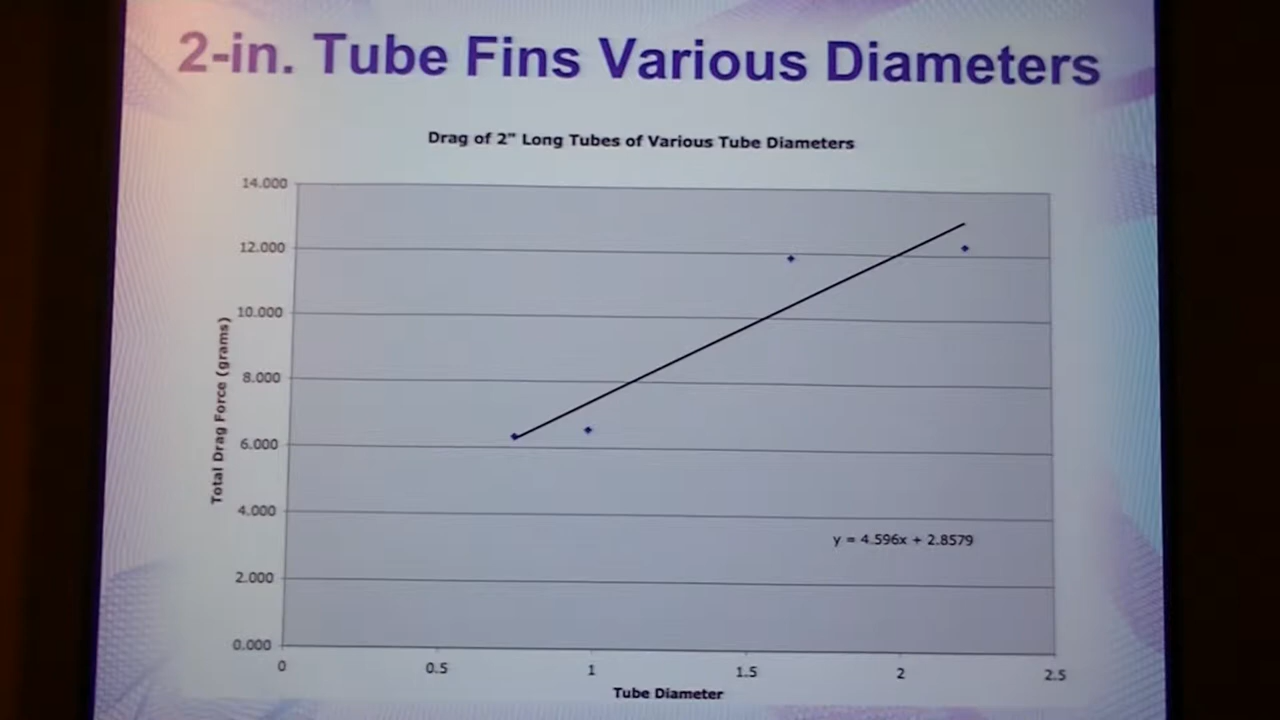 2-in. Tube Fins Various Diameters
Drag of 2" Long Tubes of Various Tube Diameters
14.000
12.000
10.000
8.000
6.000
4.000
2.000
0.000
Total Drag Force (grams)
y = 4.596x + 2.8579
0 0.5 1 1.5 2 2.5
Tube Diameter